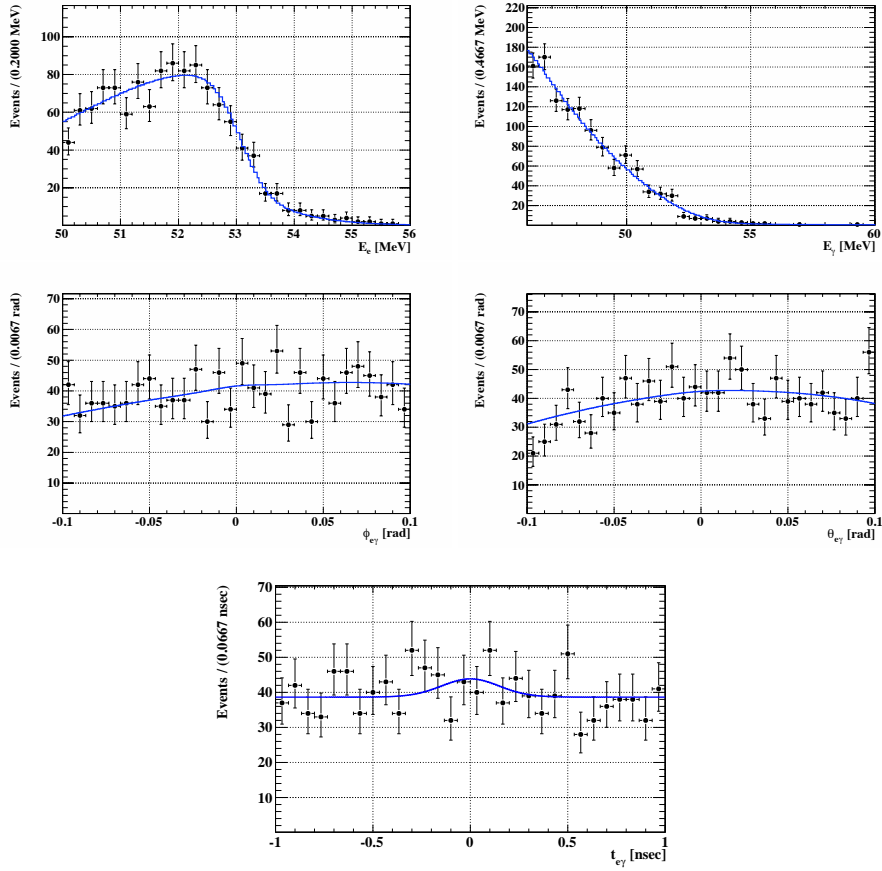 Events / (0.2000 MeV)
100
80
60
40
20
50 51 52 53 54 55 56
E_e [MeV]
Events / (0.4667 MeV)
220
200
180
160
140
120
100
80
60
40
20
50 55 60
E_γ [MeV]
Events / (0.0067 rad)
70
60
50
40
30
20
10
-0.1 -0.05 0 0.05 0.1
ϕ_eγ [rad]
Events / (0.0067 rad)
70
60
50
40
30
20
10
-0.1 -0.05 0 0.05 0.1
θ_eγ [rad]
Events / (0.0667 nsec)
70
60
50
40
30
20
10
-1 -0.5 0 0.5 1
t_eγ [nsec]